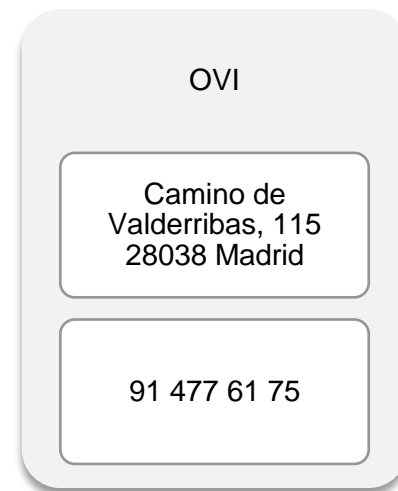 OVI
Camino de
Valderribas, 115
28038 Madrid
91 477 61 75